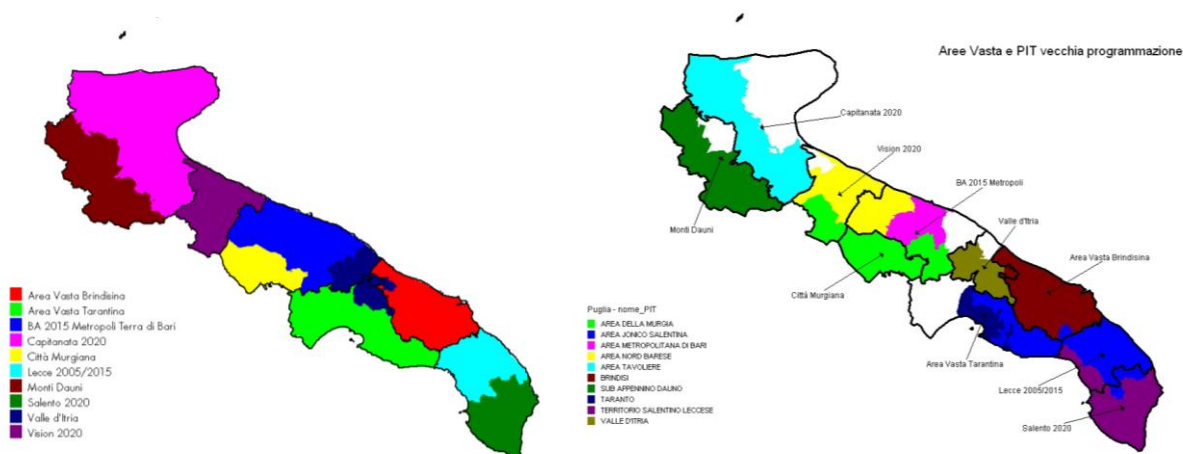 Area Vasta Brindisina
Area Vasta Tarantina
BA 2015 Metropoli Terra di Bari
Capitanata 2020
Città Murgiana
Lecce 2005/2015
Monti Dauni
Salento 2020
Valle d'Itria
Vision 2020
Aree Vasta e PIT vecchia programmazione
Capitanata 2020
Vision 2020
BA 2015 Metropoli
Valle d'Itria
Monti Dauni
Area Vasta Brindisina
Città Murgiana
Area Vasta Tarantina
Lecce 2005/2015
Salento 2020
Puglia - nome_PIT
AREA DELLA MURGIA
AREA JONICO SALENTINA
AREA METROPOLITANA DI BARI
AREA NORD BARESE
AREA TAVOLIERE
BRINDISI
SUB APPENNINO DAUNO
TARANTO
TERRITORIO SALENTINO LECCESE
VALLE D'ITRIA